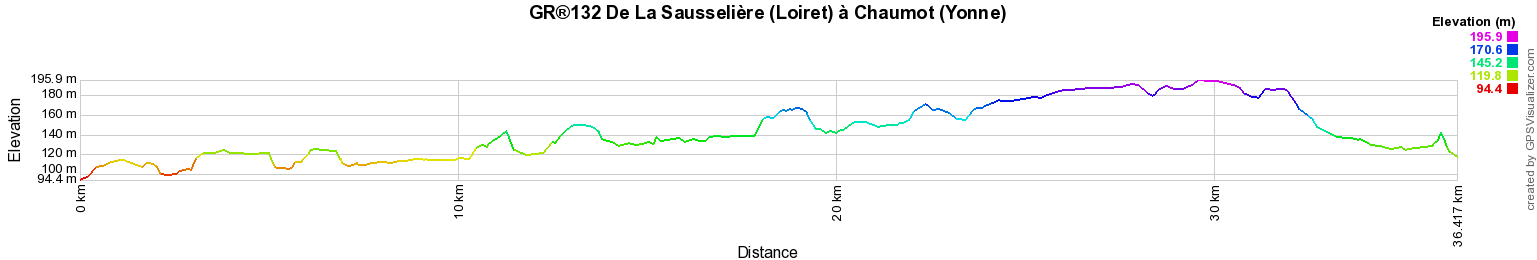 GR®132 De La Sausselière (Loiret) à Chaumot (Yonne)
Elevation (m)
195.9
170.6
145.2
119.8
94.4
Elevation
195.9 m
180 m
160 m
140 m
120 m
100 m
94.4 m
0 km
10 km
20 km
30 km
36.417 km
Distance
created by GPSVisualizer.com